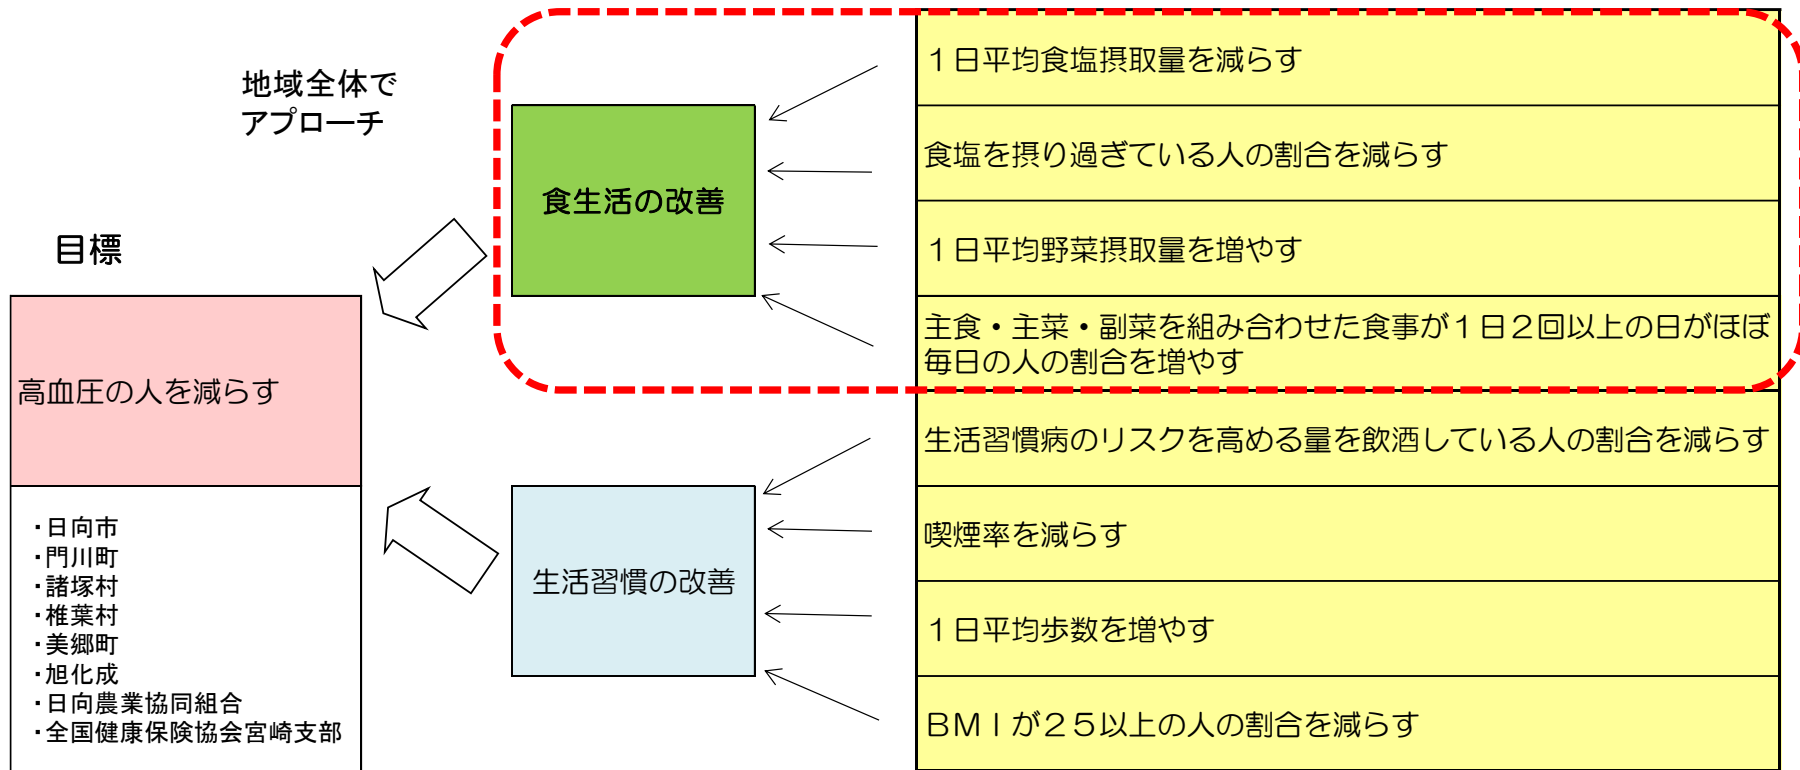 地域全体で
アプローチ
目標
高血圧の人を減らす
・日向市
・門川町
・諸塚村
・椎葉村
・美郷町
・旭化成
・日向農業協同組合
・全国健康保険協会宮崎支部
食生活の改善
生活習慣の改善
１日平均食塩摂取量を減らす
食塩を摂り過ぎている人の割合を減らす
１日平均野菜摂取量を増やす
主食・主菜・副菜を組み合わせた食事が１日２回以上の日がほぼ
毎日の人の割合を増やす
生活習慣病のリスクを高める量を飲酒している人の割合を減らす
喫煙率を減らす
１日平均歩数を増やす
ＢＭＩが２５以上の人の割合を減らす